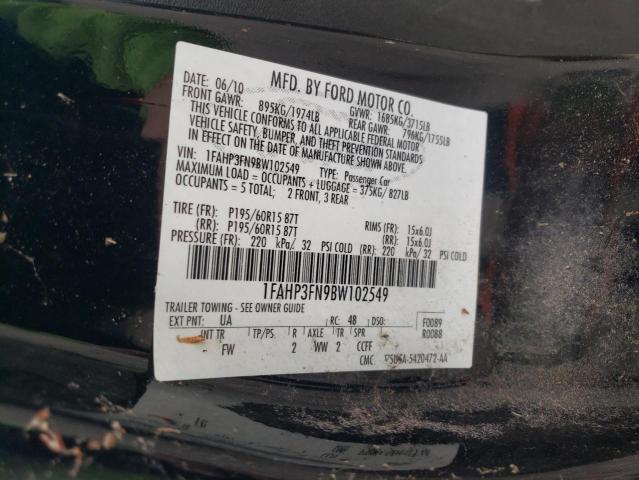 MFD. BY FORD MOTOR CO.
DATE: 06/10 GVWR: 1685KG/3715LB
FRONT GAWR: 895KG/1974LB REAR GAWR: 796KG/1755LB
THIS VEHICLE CONFORMS TO ALL APPLICABLE FEDERAL MOTOR
VEHICLE SAFETY, BUMPER, AND THEFT PREVENTION STANDARDS
IN EFFECT ON THE DATE OF MANUFACTURE SHOWN ABOVE.
VIN: 1FAHP3FN9BW102549 TYPE: Passenger Car
MAXIMUM LOAD = OCCUPANTS + LUGGAGE = 375KG/ 827LB
OCCUPANTS = 5 TOTAL; 2 FRONT, 3 REAR
TIRE (FR): P195/60R15 87T RIMS (FR): 15x6.0J
(RR): P195/60R15 87T (RR): 15x6.0J
PRESSURE (FR): 220 kPa/ 32 PSI COLD (RR): 220 kPa/ 32 PSI COLD
1FAHP3FN9BW102549
TRAILER TOWING - SEE OWNER GUIDE
EXT PNT: UA RC: 48 DSO: F0089
INT TR TP/PS R AXLE TR SPR R0088
- FW 2 WW 2 CCFF
CMC: 5420472-AA